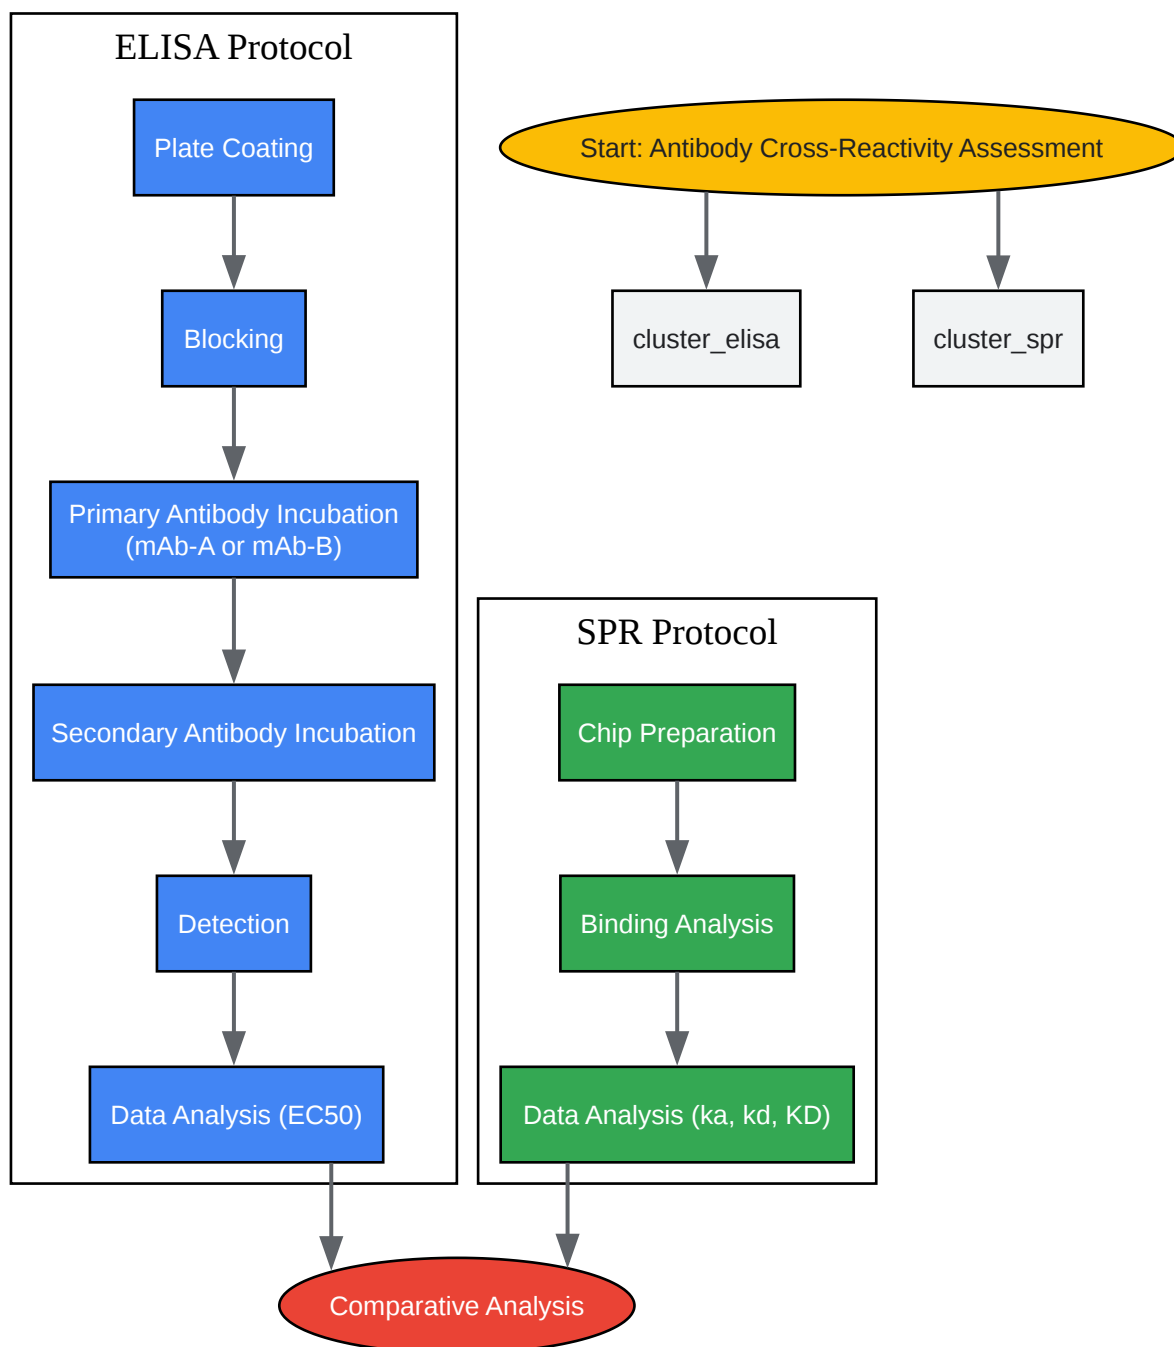 ELISA Protocol
Plate Coating
Blocking
Primary Antibody Incubation
(mAb-A or mAb-B)
Secondary Antibody Incubation
Detection
Data Analysis (EC50)
Start: Antibody Cross-Reactivity Assessment
cluster_elisa
cluster_spr
SPR Protocol
Chip Preparation
Binding Analysis
Data Analysis (ka, kd, KD)
Comparative Analysis